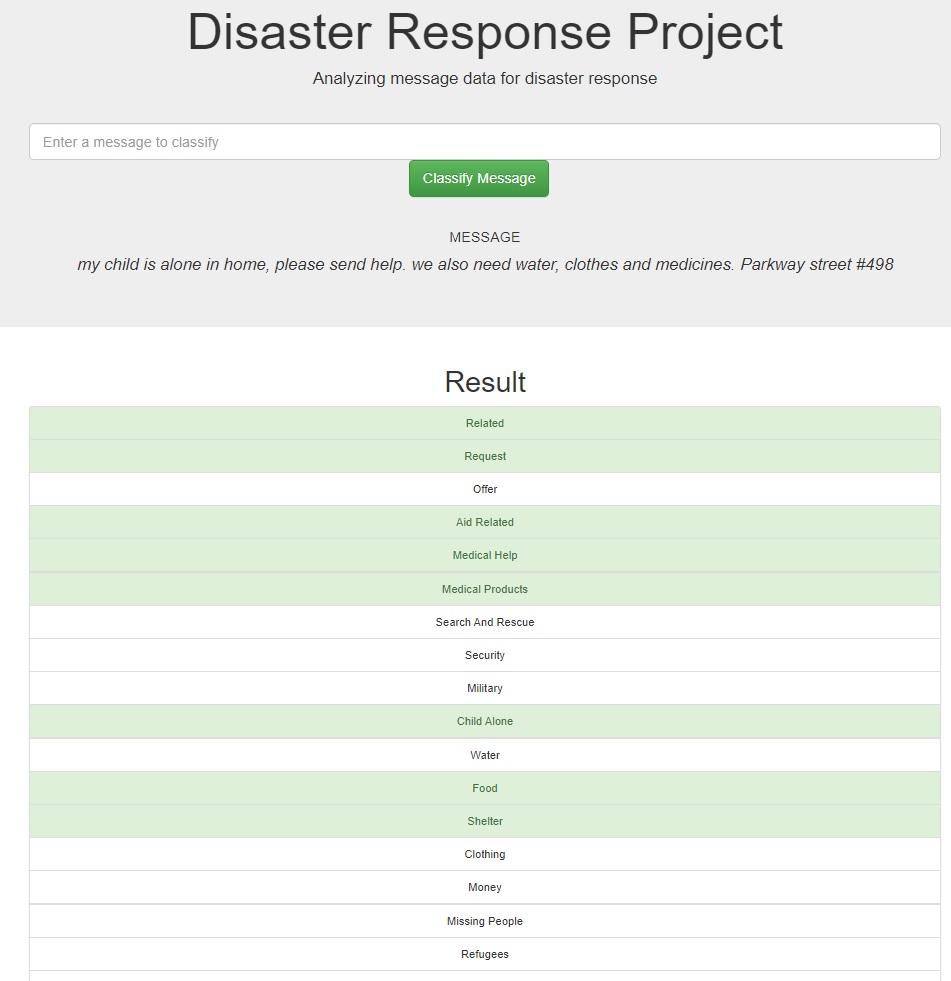 Disaster Response Project
Analyzing message data for disaster response
Enter a message to classify
Classify Message
MESSAGE
my child is alone in home, please send help. we also need water, clothes and medicines. Parkway street #498
Result
Related
Request
Offer
Aid Related
Medical Help
Medical Products
Search And Rescue
Security
Military
Child Alone
Water
Food
Shelter
Clothing
Money
Missing People
Refugees